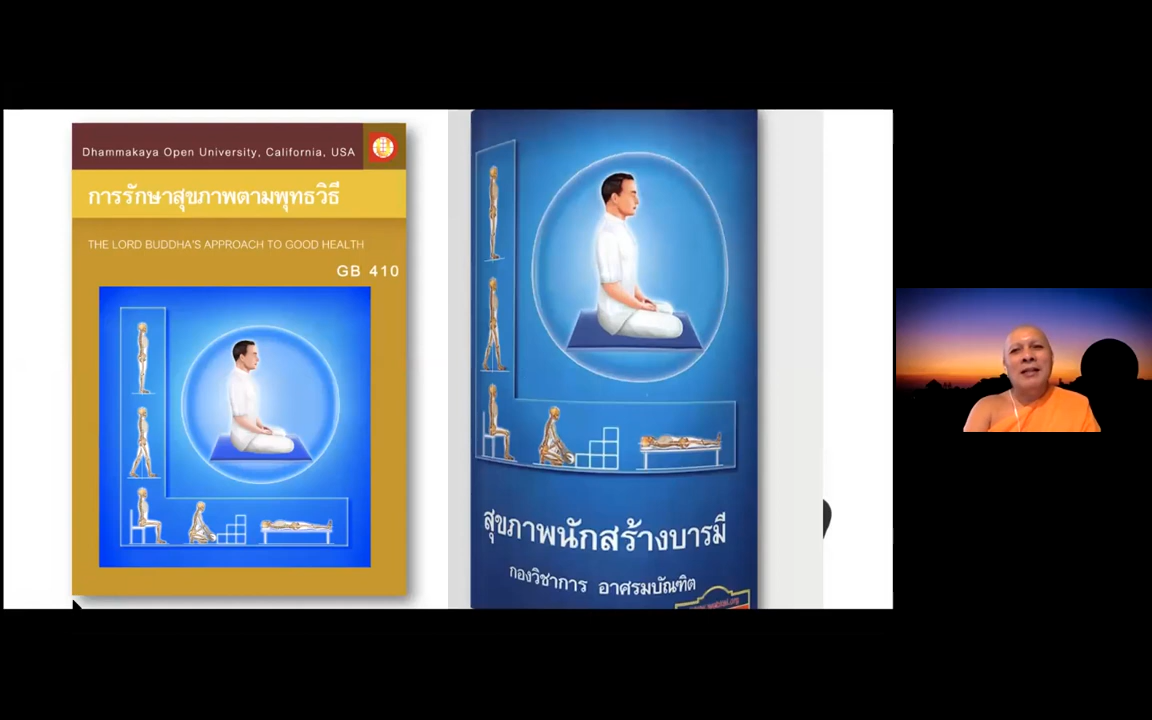 Dhammakaya Open University, California, USA
การรักษาสุขภาพตามพุทธวิธี
THE LORD BUDDHA'S APPROACH TO GOOD HEALTH
GB 410
สุขภาพนักสร้างบารมี
กองวิชาการ อาศรมบัณฑิต